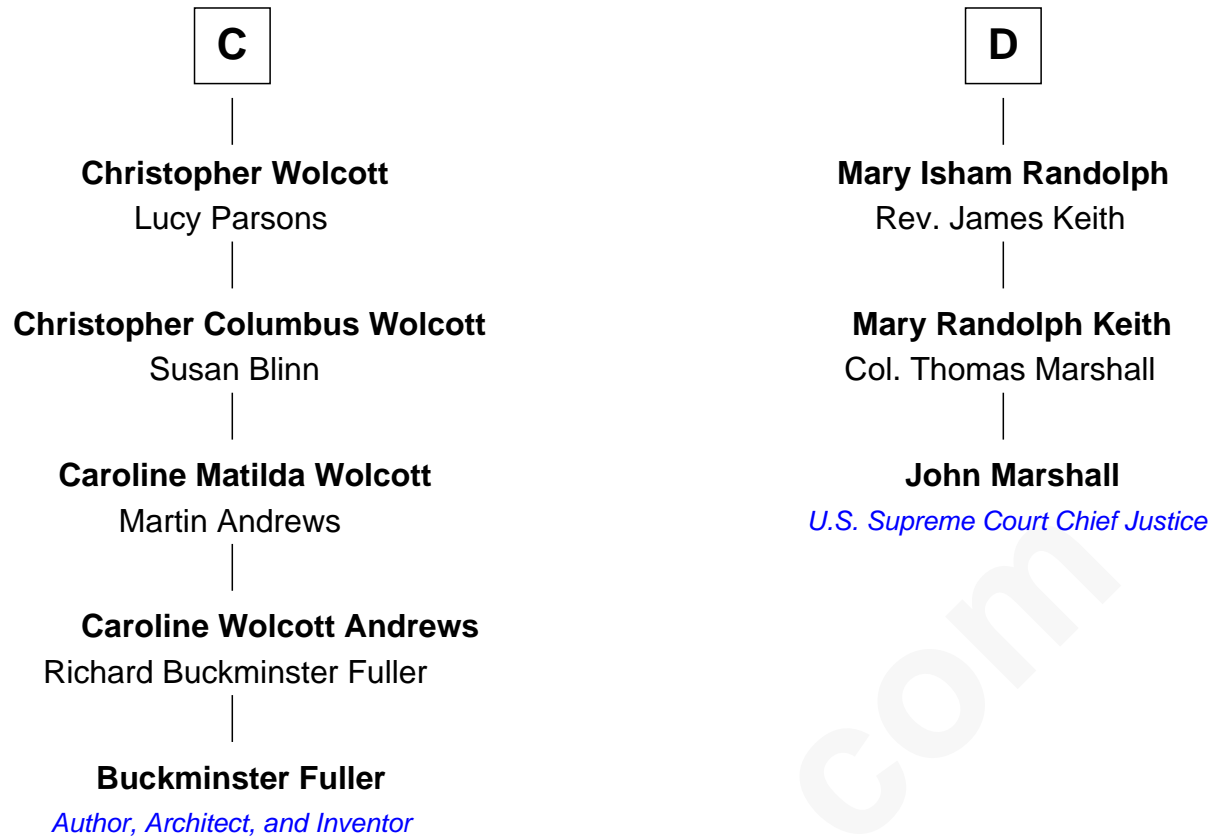 C
Christopher Wolcott
Lucy Parsons
Christopher Columbus Wolcott
Susan Blinn
Caroline Matilda Wolcott
Martin Andrews
Caroline Wolcott Andrews
Richard Buckminster Fuller
Buckminster Fuller
Author, Architect, and Inventor
D
Mary Isham Randolph
Rev. James Keith
Mary Randolph Keith
Col. Thomas Marshall
John Marshall
U.S. Supreme Court Chief Justice
com